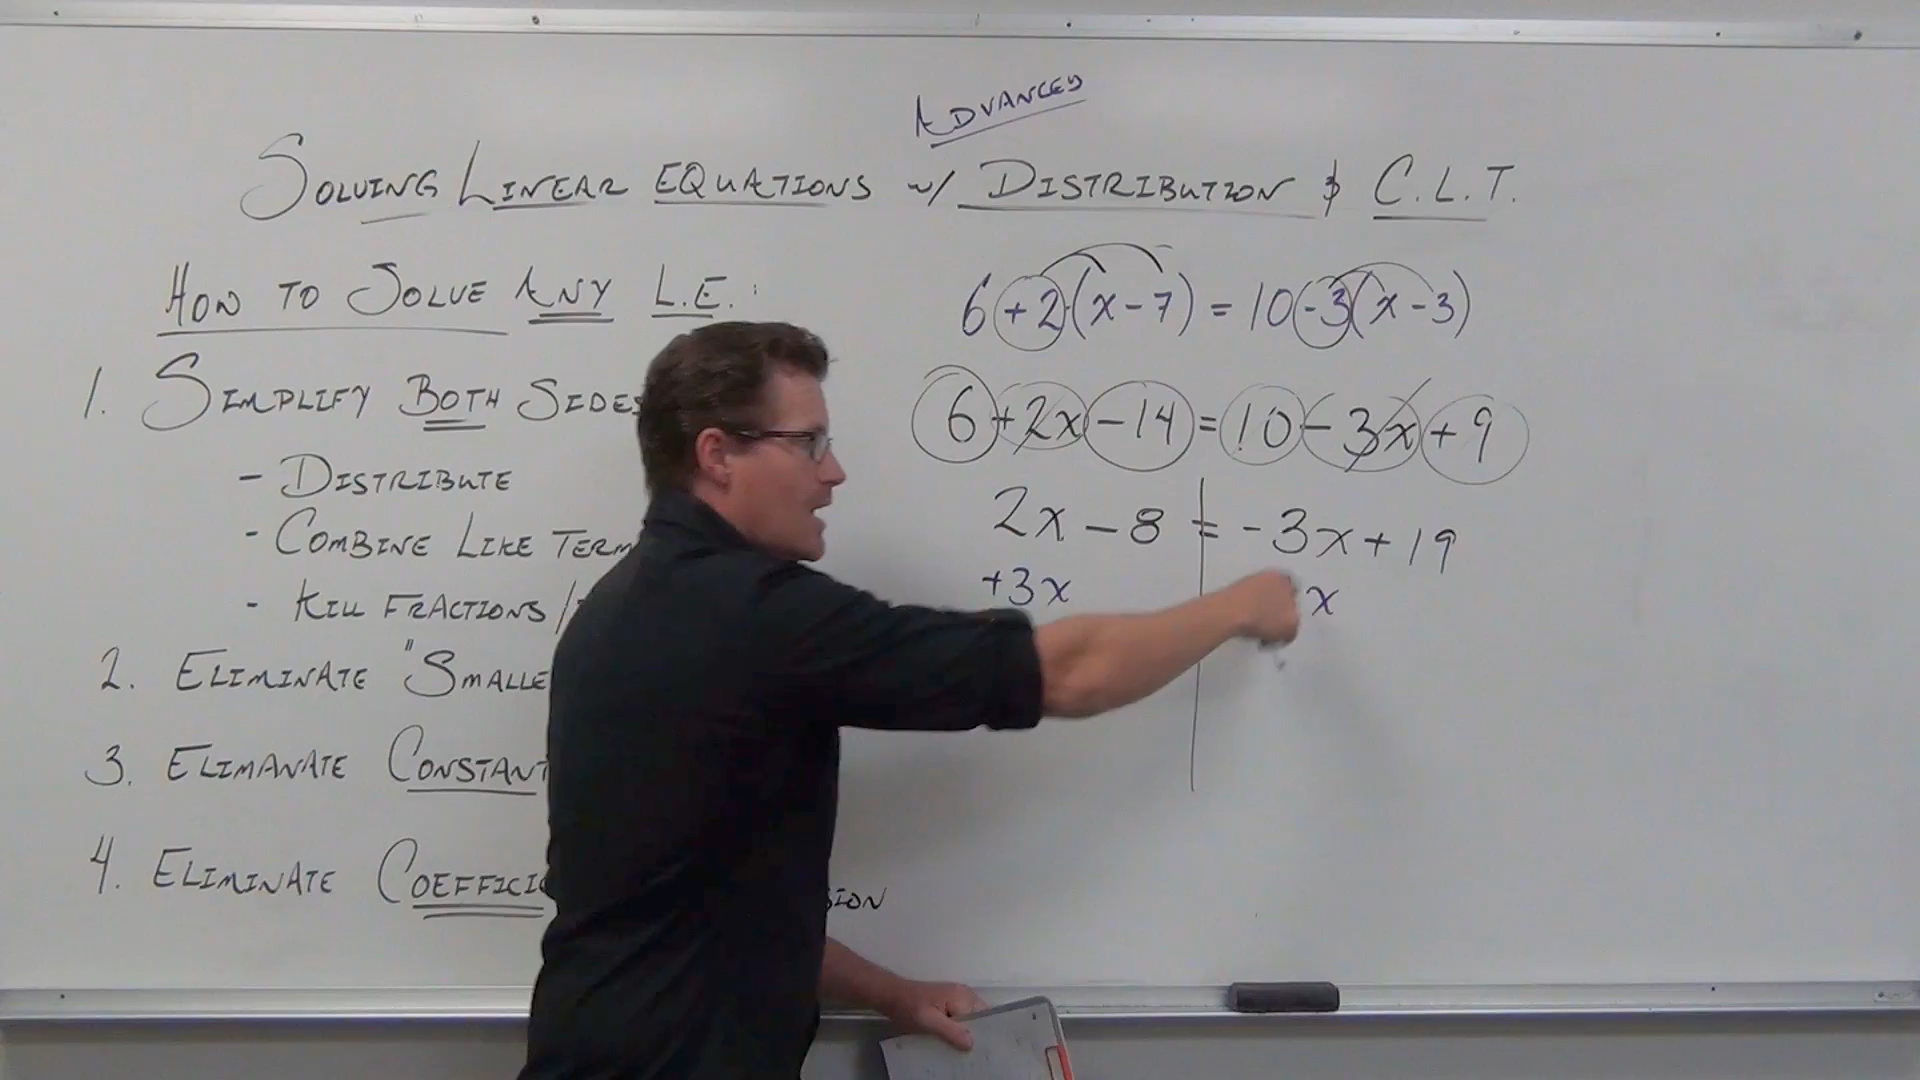 ADVANCED
SOLVING LINEAR EQUATIONS w/ DISTRIBUTION & C.L.T.
HOW TO SOLVE ANY L.E.:
1. SIMPLIFY BOTH SIDES
- DISTRIBUTE
- COMBINE LIKE TERM
- KILL FRACTIONS /
2. ELIMINATE "SMALLE
3. ELIMANATE CONSTANT
4. ELIMINATE COEFFICI
SION
6+2(x-7)=10-3(x-3)
6+2x-14=10-3x+9
2x-8=-3x+19
+3x x